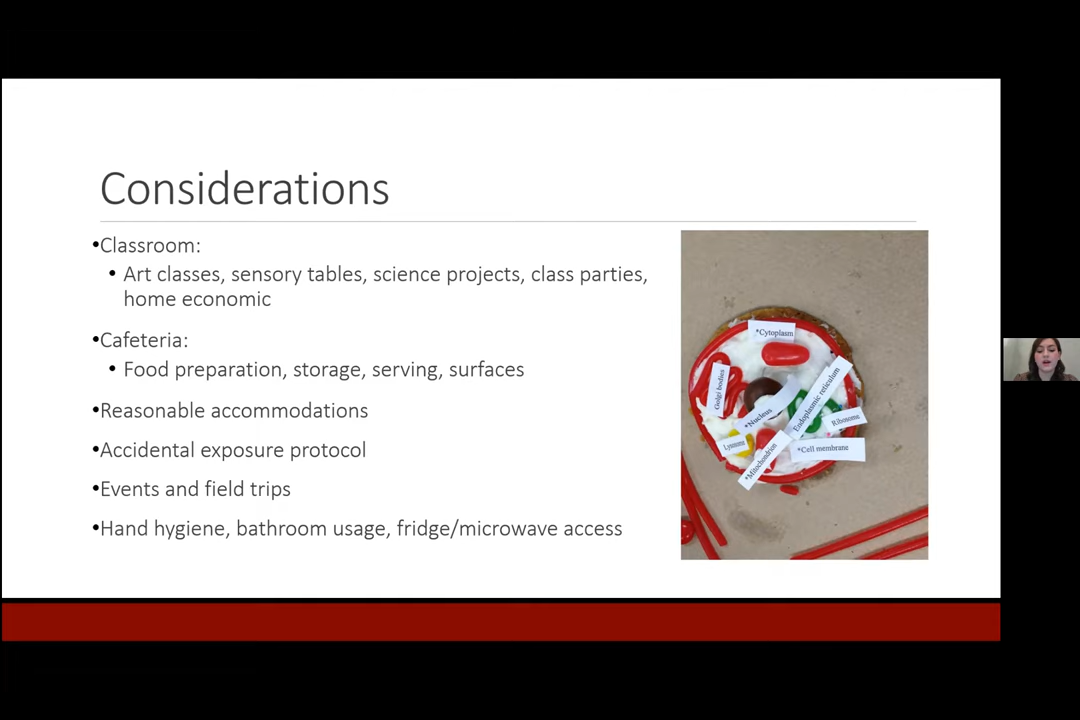 Considerations
•Classroom:
• Art classes, sensory tables, science projects, class parties,
home economic
•Cafeteria:
• Food preparation, storage, serving, surfaces
•Reasonable accommodations
•Accidental exposure protocol
•Events and field trips
•Hand hygiene, bathroom usage, fridge/microwave access
*Cytoplasm
Golgi bodies
*Nucleus
Endoplasmic reticulum
Ribosome
Lysosome
*Mitochondrion
*Cell membrane